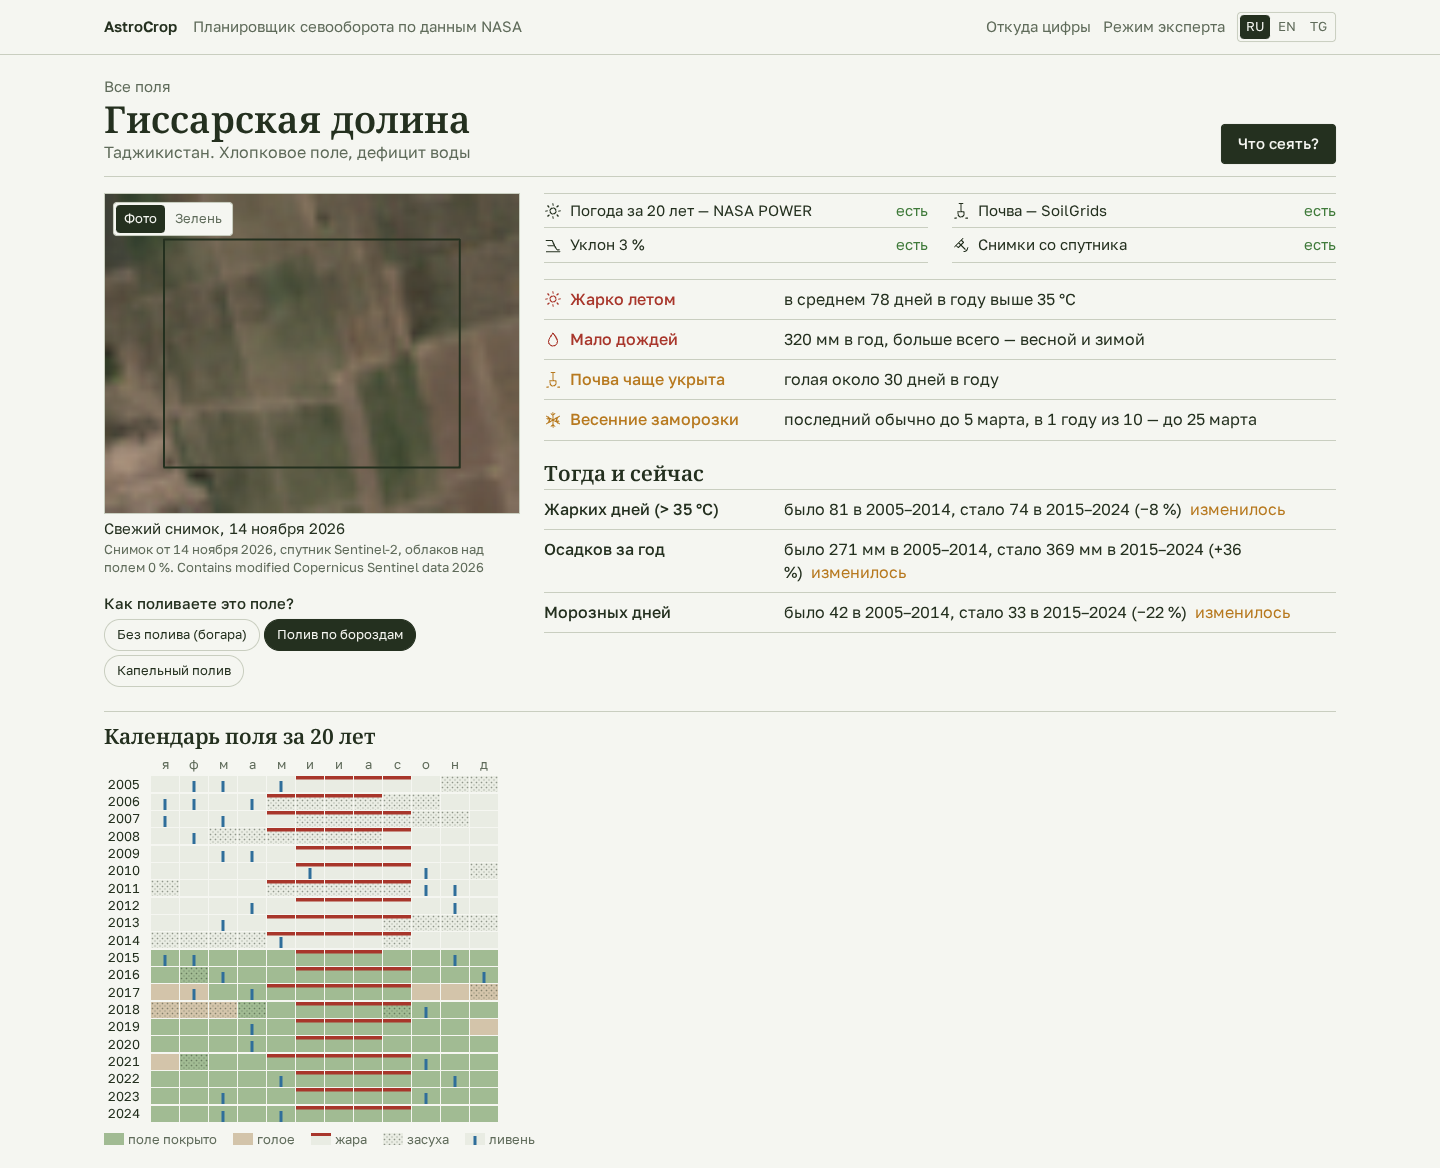 AstroCrop Планировщик севооборота по данным NASA Откуда цифры Режим эксперта RU EN TG
Все поля
Гиссарская долина
Таджикистан. Хлопковое поле, дефицит воды
Что сеять?
Фото Зелень
Погода за 20 лет — NASA POWER есть
Почва — SoilGrids есть
Уклон 3 % есть
Снимки со спутника есть
Жарко летом в среднем 78 дней в году выше 35 °C
Мало дождей 320 мм в год, больше всего — весной и зимой
Почва чаще укрыта голая около 30 дней в году
Весенние заморозки последний обычно до 5 марта, в 1 году из 10 — до 25 марта
Тогда и сейчас
Жарких дней (> 35 °C) было 81 в 2005–2014, стало 74 в 2015–2024 (−8 %) изменилось
Осадков за год было 271 мм в 2005–2014, стало 369 мм в 2015–2024 (+36
%) изменилось
Морозных дней было 42 в 2005–2014, стало 33 в 2015–2024 (−22 %) изменилось
Свежий снимок, 14 ноября 2026
Снимок от 14 ноября 2026, спутник Sentinel-2, облаков над
полем 0 %. Contains modified Copernicus Sentinel data 2026
Как поливаете это поле?
Без полива (богара) Полив по бороздам
Капельный полив
Календарь поля за 20 лет
я ф м а м и и а с о н д
2005
2006
2007
2008
2009
2010
2011
2012
2013
2014
2015
2016
2017
2018
2019
2020
2021
2022
2023
2024
поле покрыто голое жара засуха ливень